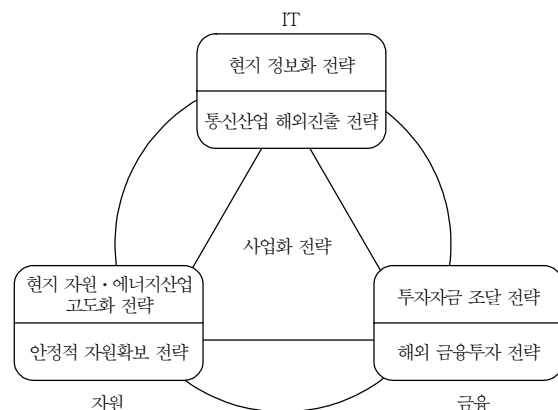 IT
현지 정보화 전략
통신산업 해외진출 전략
사업화 전략
현지 자원·에너지산업
고도화 전략
안정적 자원확보 전략
투자자금 조달 전략
해외 금융투자 전략
자원
금융